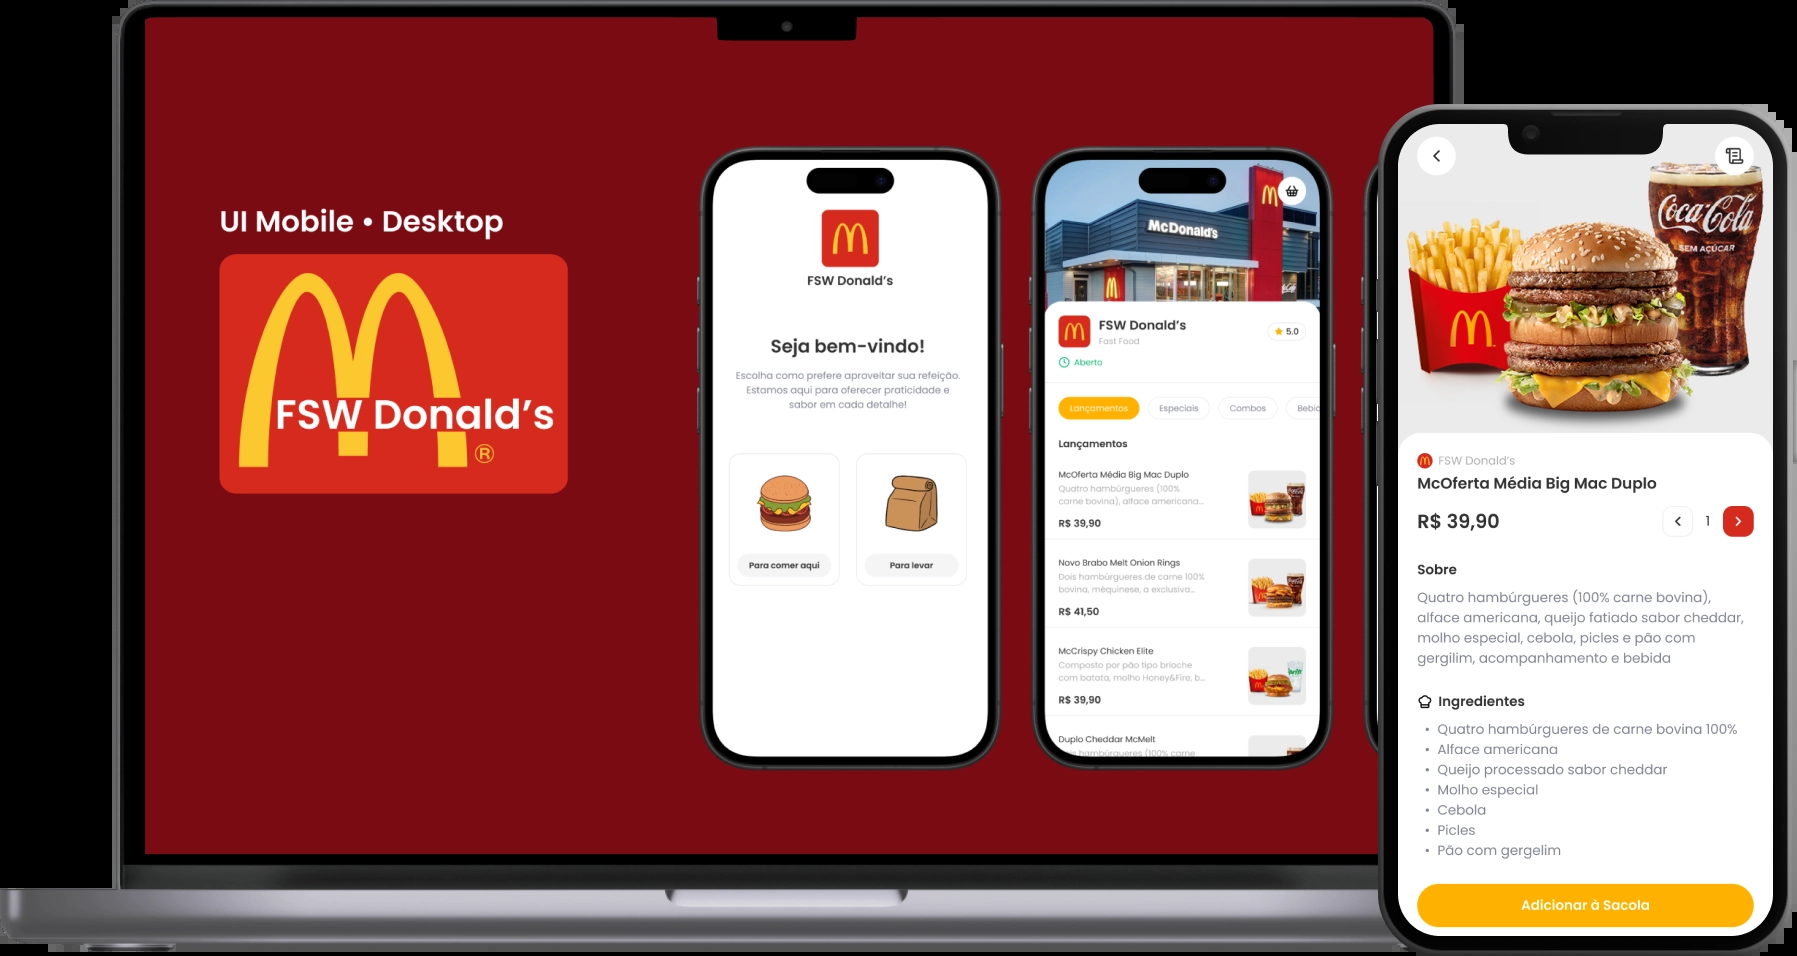 UI Mobile • Desktop
FSW Donald's
®
FSW Donald's
Seja bem-vindo!
Escolha como prefere aproveitar sua refeição.
Estamos aqui para oferecer praticidade e
sabor em cada detalhe!
Para comer aqui
Para levar
McDonald's
FSW Donald's
5.0
Fast Food
Aberto
Lançamentos
Especiais
Combos
Bebid
Lançamentos
McOferta Média Big Mac Duplo
Quatro hambúrgueres (100%
carne bovina), alface americana...
R$ 39,90
Novo Brabo Melt Onion Rings
Dois hambúrgueres de carne 100%
bovina, méquinese, a exclusiva...
R$ 41,50
McCrispy Chicken Elite
Composto por pão tipo brioche
com batata, molho Honey&Fire, b...
R$ 39,90
Duplo Cheddar McMelt
Dois hambúrgueres (100% carne
Coca-Cola
SEM AÇÚCAR
FSW Donald's
McOferta Média Big Mac Duplo
R$ 39,90
1
Sobre
Quatro hambúrgueres (100% carne bovina),
alface americana, queijo fatiado sabor cheddar,
molho especial, cebola, picles e pão com
gergilim, acompanhamento e bebida
Ingredientes
• Quatro hambúrgueres de carne bovina 100%
• Alface americana
• Queijo processado sabor cheddar
• Molho especial
• Cebola
• Picles
• Pão com gergelim
Adicionar à Sacola